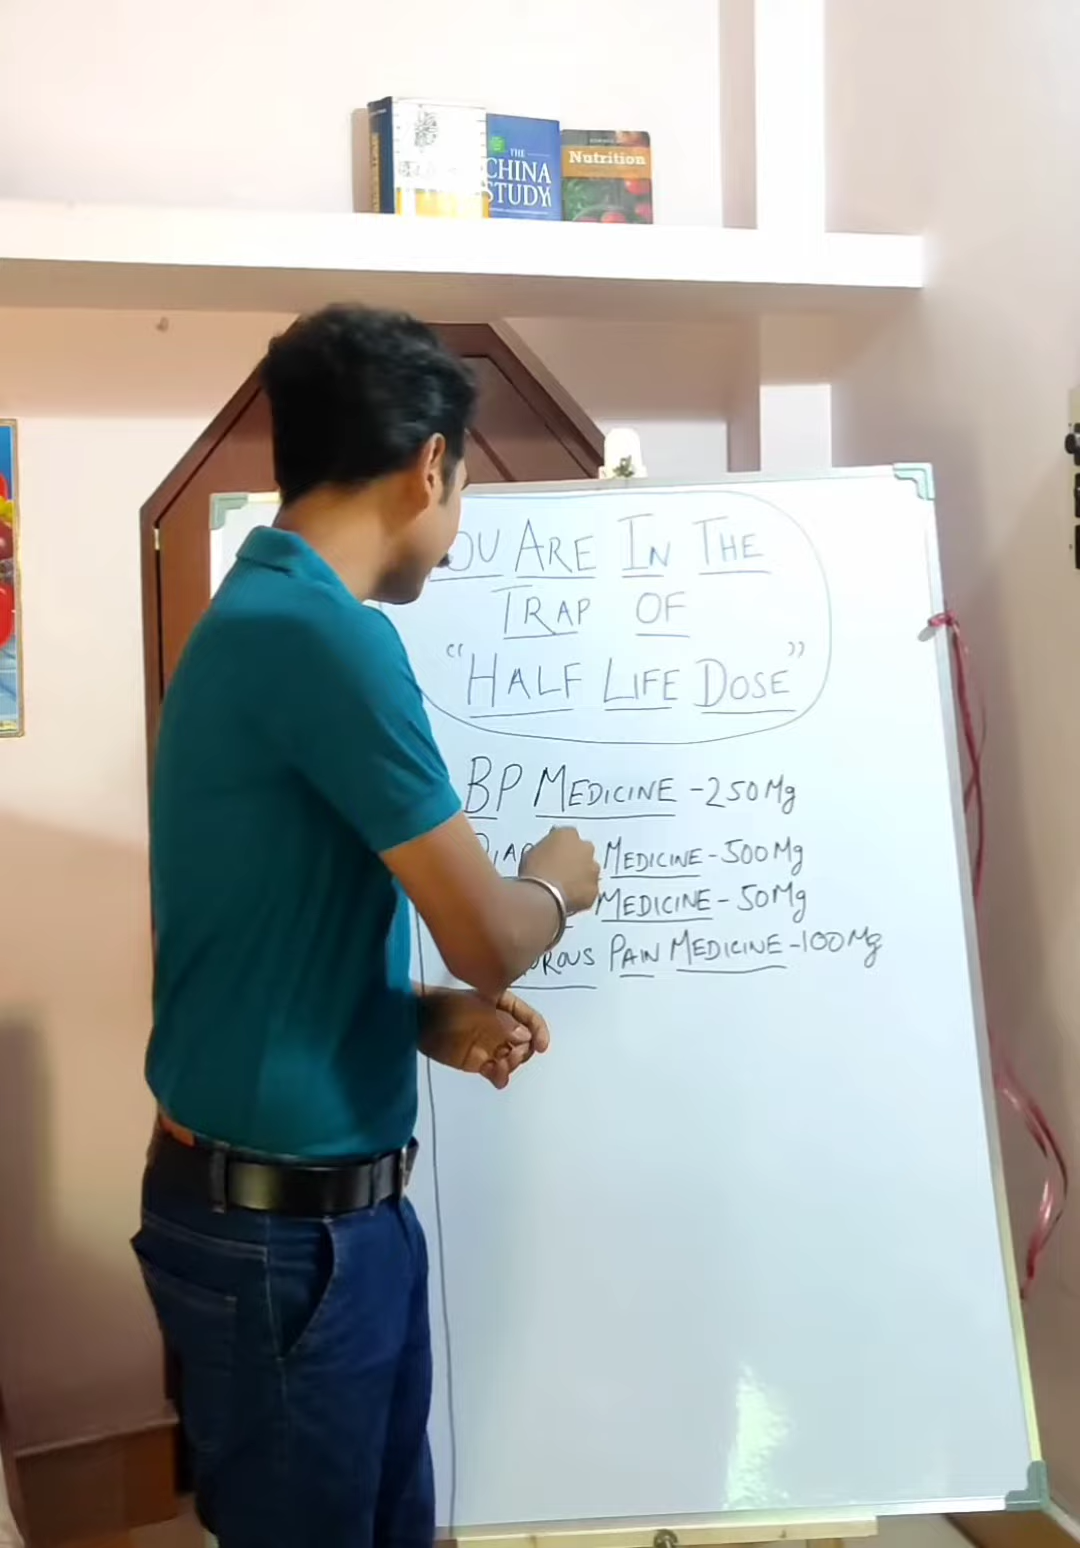 THE
CHINA
STUDY
Nutrition
OU ARE IN THE
TRAP OF
"HALF LIFE DOSE"
BP MEDICINE - 250Mg
MEDICINE - 500Mg
MEDICINE - 50Mg
PAIN MEDICINE - 100Mg